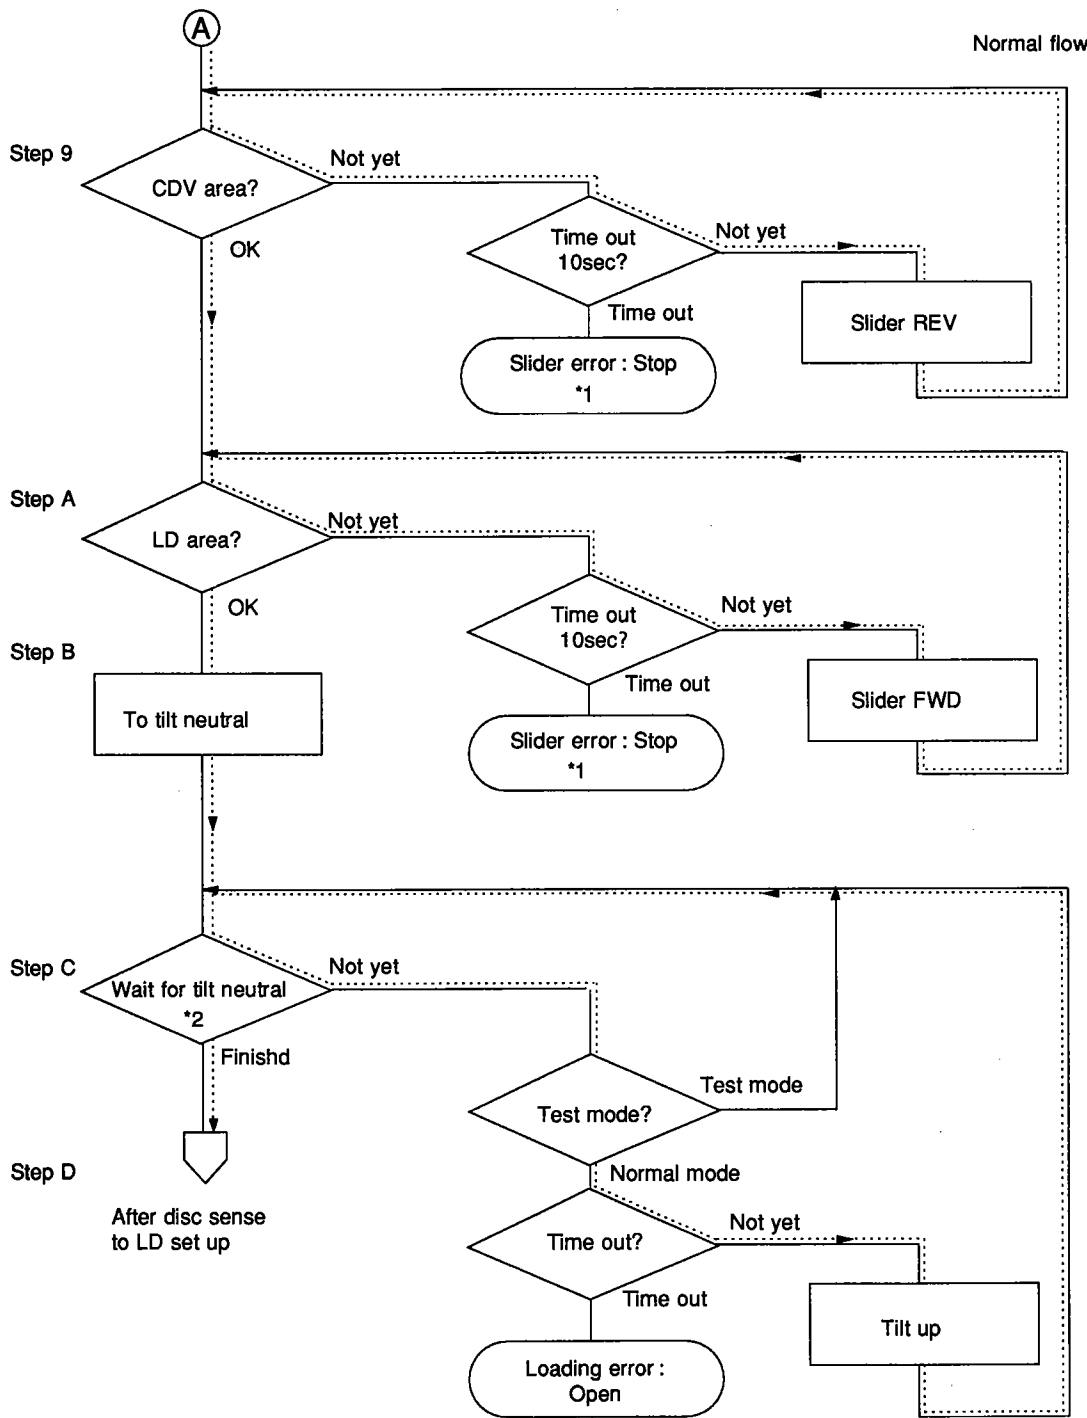 A
Normal flow
Step 9
Not yet
CDV area?
OK
Time out
10sec?
Not yet
Time out
Slider REV
Slider error : Stop
*1
Step A
Not yet
LD area?
OK
Time out
10sec?
Not yet
Time out
Slider FWD
Slider error : Stop
*1
Step B
To tilt neutral
Step C
Not yet
Wait for tilt neutral
*2
Finishd
Test mode
Test mode?
Normal mode
Step D
After disc sense
to LD set up
Time out?
Not yet
Time out
Tilt up
Loading error :
Open